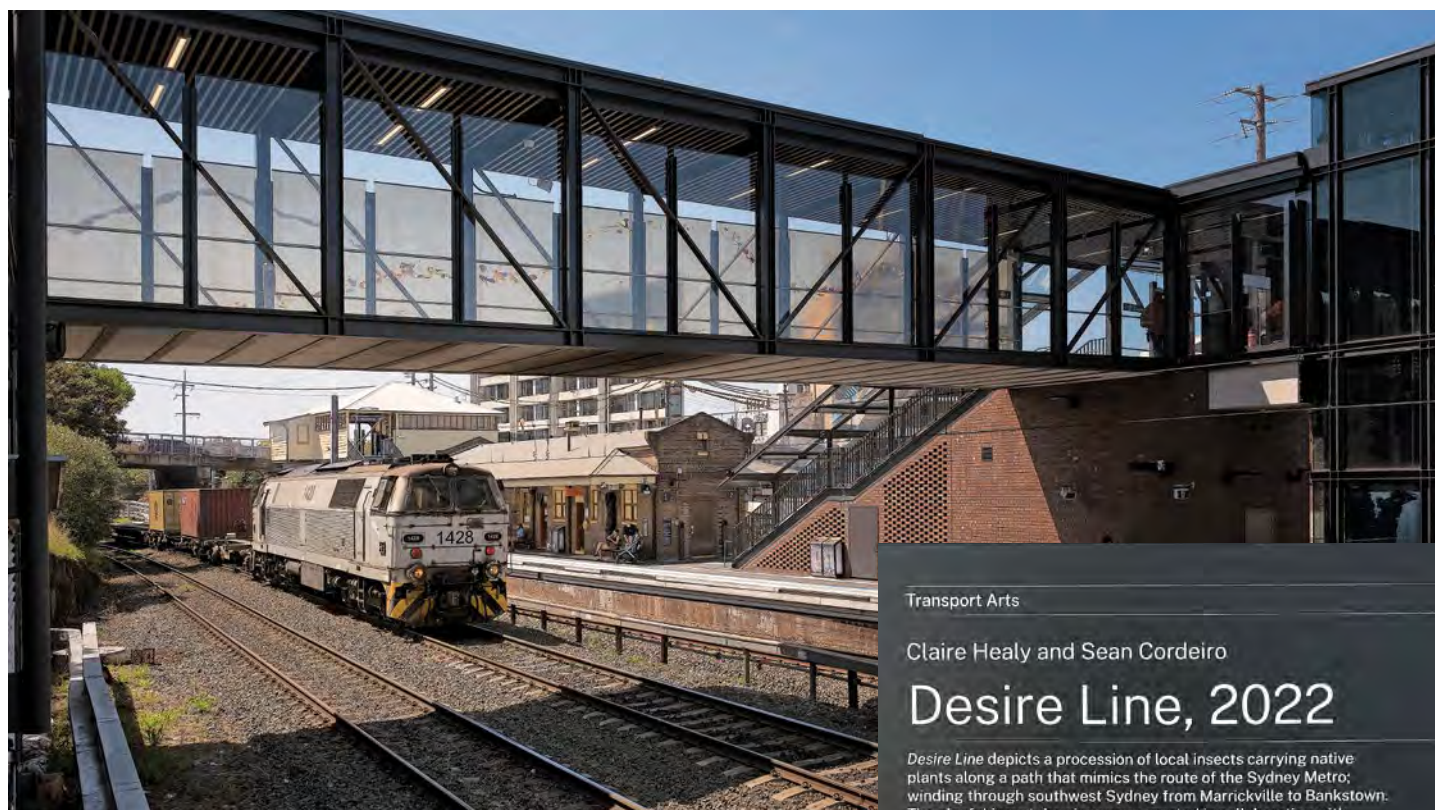 1428
Transport Arts
Claire Healy and Sean Cordeiro
Desire Line, 2022
Desire Line depicts a procession of local insects carrying native
plants along a path that mimics the route of the Sydney Metro;
winding through southwest Sydney from Marrickville to Bankstown.